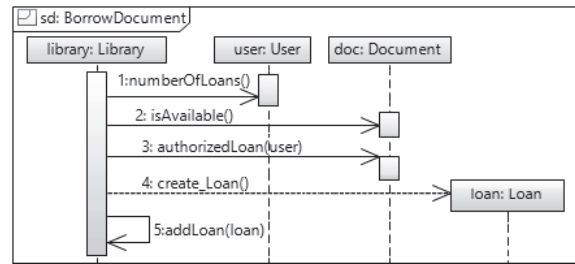 sd: BorrowDocument
library: Library
user: User
doc: Document
1:numberOfLoans()
2: isAvailable()
3: authorizedLoan(user)
4: create_Loan()
loan: Loan
5:addLoan(loan)